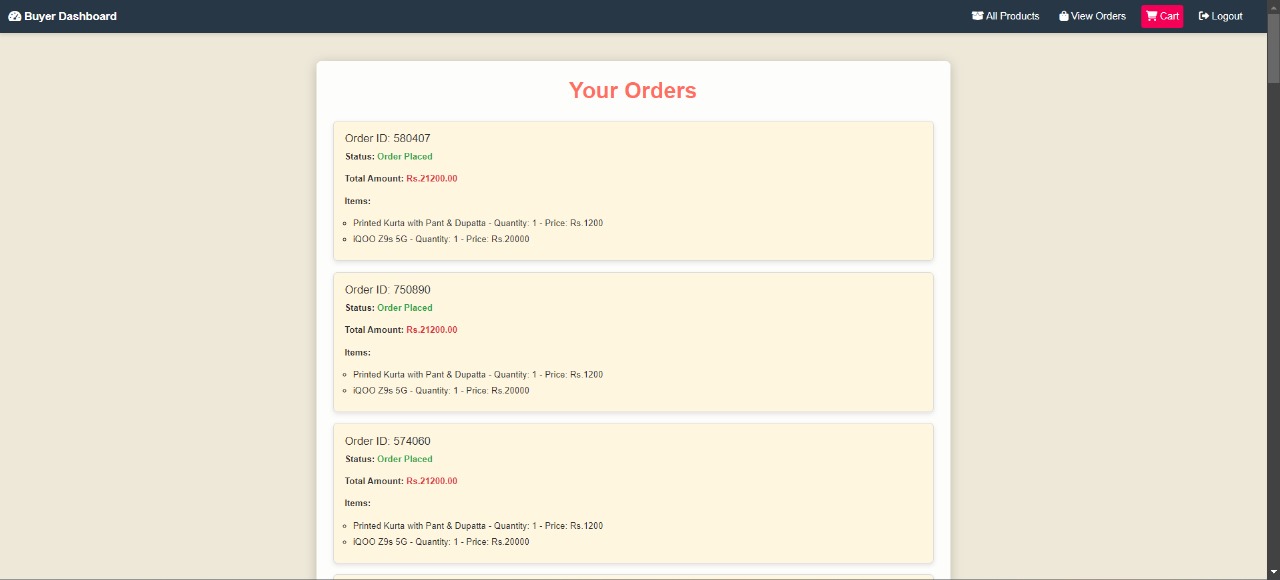 Buyer Dashboard
All Products View Orders Cart Logout
Your Orders
Order ID: 580407
Status: Order Placed
Total Amount: Rs.21200.00
Items:
Printed Kurta with Pant & Dupatta - Quantity: 1 - Price: Rs.1200
iQOO Z9s 5G - Quantity: 1 - Price: Rs.20000
Order ID: 750890
Status: Order Placed
Total Amount: Rs.21200.00
Items:
Printed Kurta with Pant & Dupatta - Quantity: 1 - Price: Rs.1200
iQOO Z9s 5G - Quantity: 1 - Price: Rs.20000
Order ID: 574060
Status: Order Placed
Total Amount: Rs.21200.00
Items:
Printed Kurta with Pant & Dupatta - Quantity: 1 - Price: Rs.1200
iQOO Z9s 5G - Quantity: 1 - Price: Rs.20000